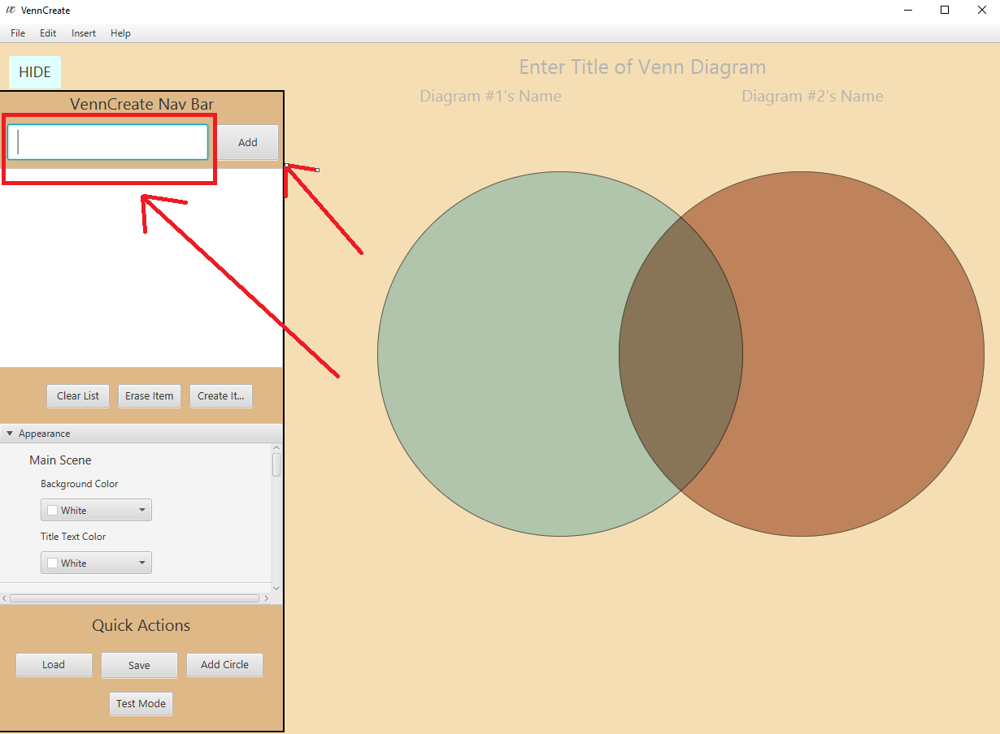 VC VennCreate
File Edit Insert Help
HIDE
Enter Title of Venn Diagram
Diagram #1's Name Diagram #2's Name
VennCreate Nav Bar
Add
Clear List Erase Item Create It...
Appearance
Main Scene
Background Color
White
Title Text Color
White
Quick Actions
Load Save Add Circle
Test Mode